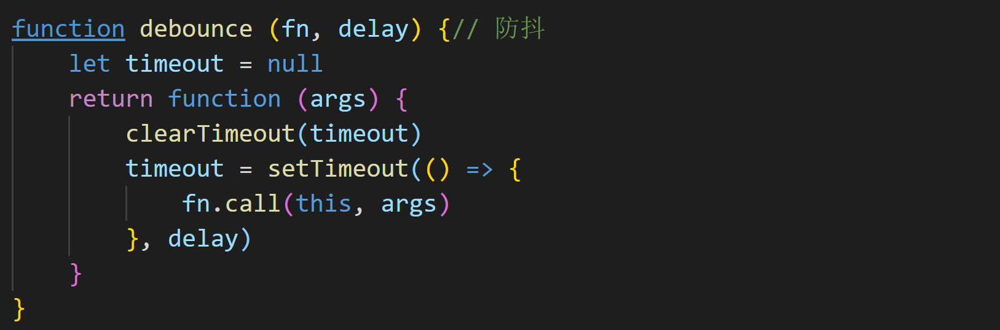 function debounce (fn, delay) {// 防抖
    let timeout = null
    return function (args) {
        clearTimeout(timeout)
        timeout = setTimeout(() => {
            fn.call(this, args)
        }, delay)
    }
}